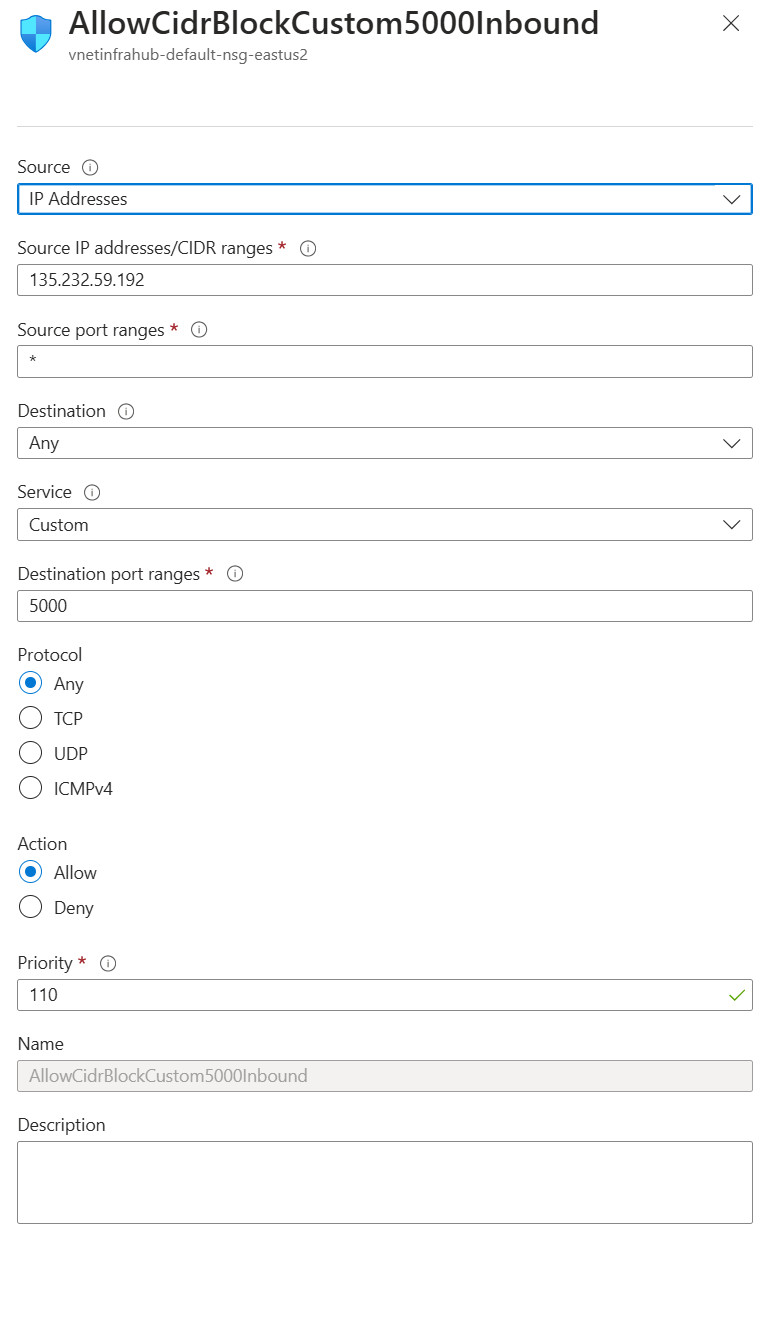 AllowCidrBlockCustom5000Inbound
vnetinfrahub-default-nsg-eastus2
Source
IP Addresses
Source IP addresses/CIDR ranges *
135.232.59.192
Source port ranges *
*
Destination
Any
Service
Custom
Destination port ranges *
5000
Protocol
Any
TCP
UDP
ICMPv4
Action
Allow
Deny
Priority *
110
Name
AllowCidrBlockCustom5000Inbound
Description